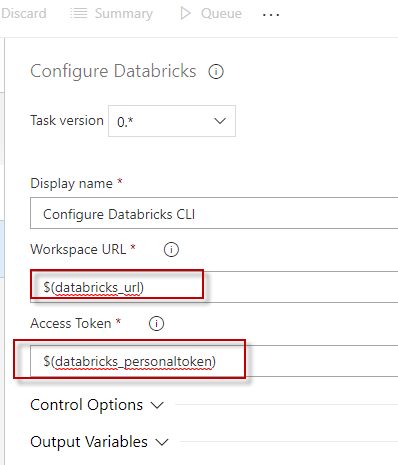 Discard Summary Queue ...
Configure Databricks
Task version 0.*
Display name *
Configure Databricks CLI
Workspace URL *
$(databricks_url)
Access Token *
$(databricks_personaltoken)
Control Options
Output Variables